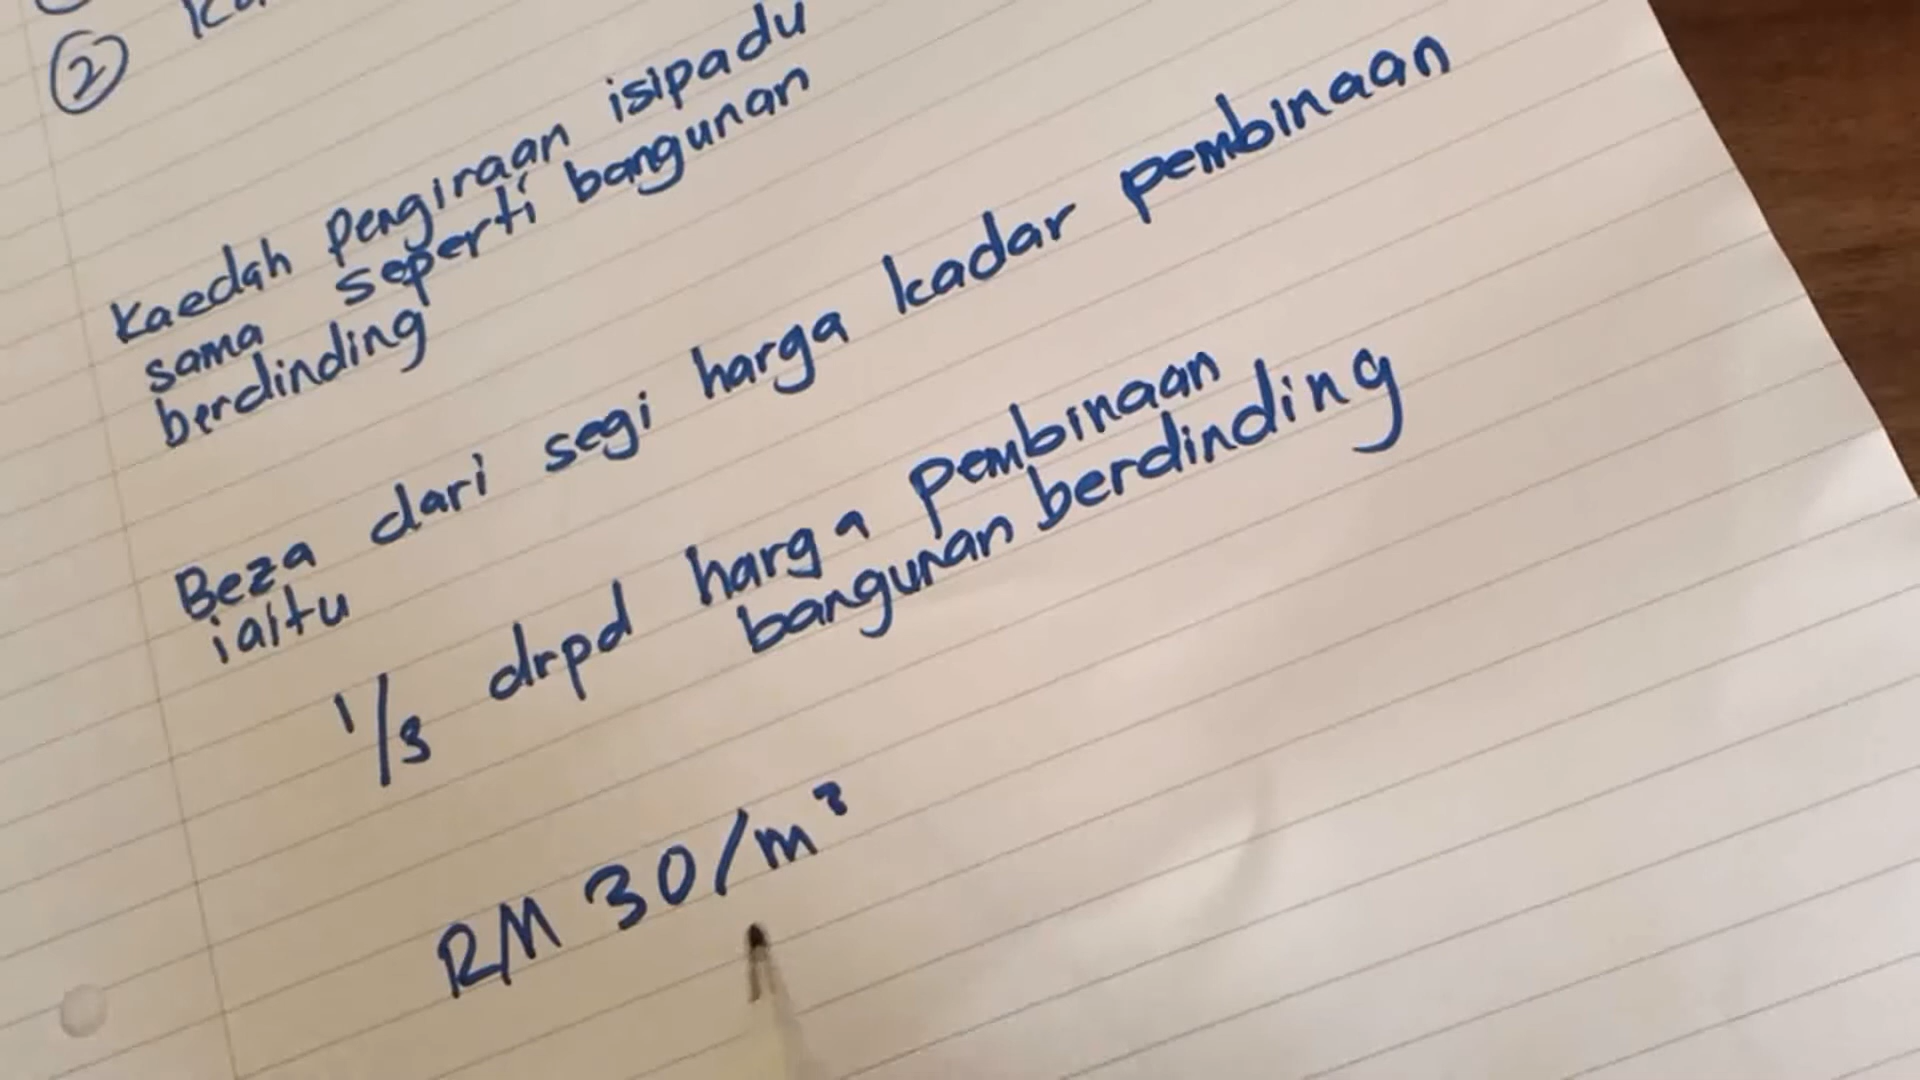 ②
Kaedah pengiraan isipadu
sama seperti bangunan
berdinding
Beza dari segi harga kadar pembinaan
iaitu
1/3 drpd harga pembinaan
bangunan berdinding
RM 30/m³